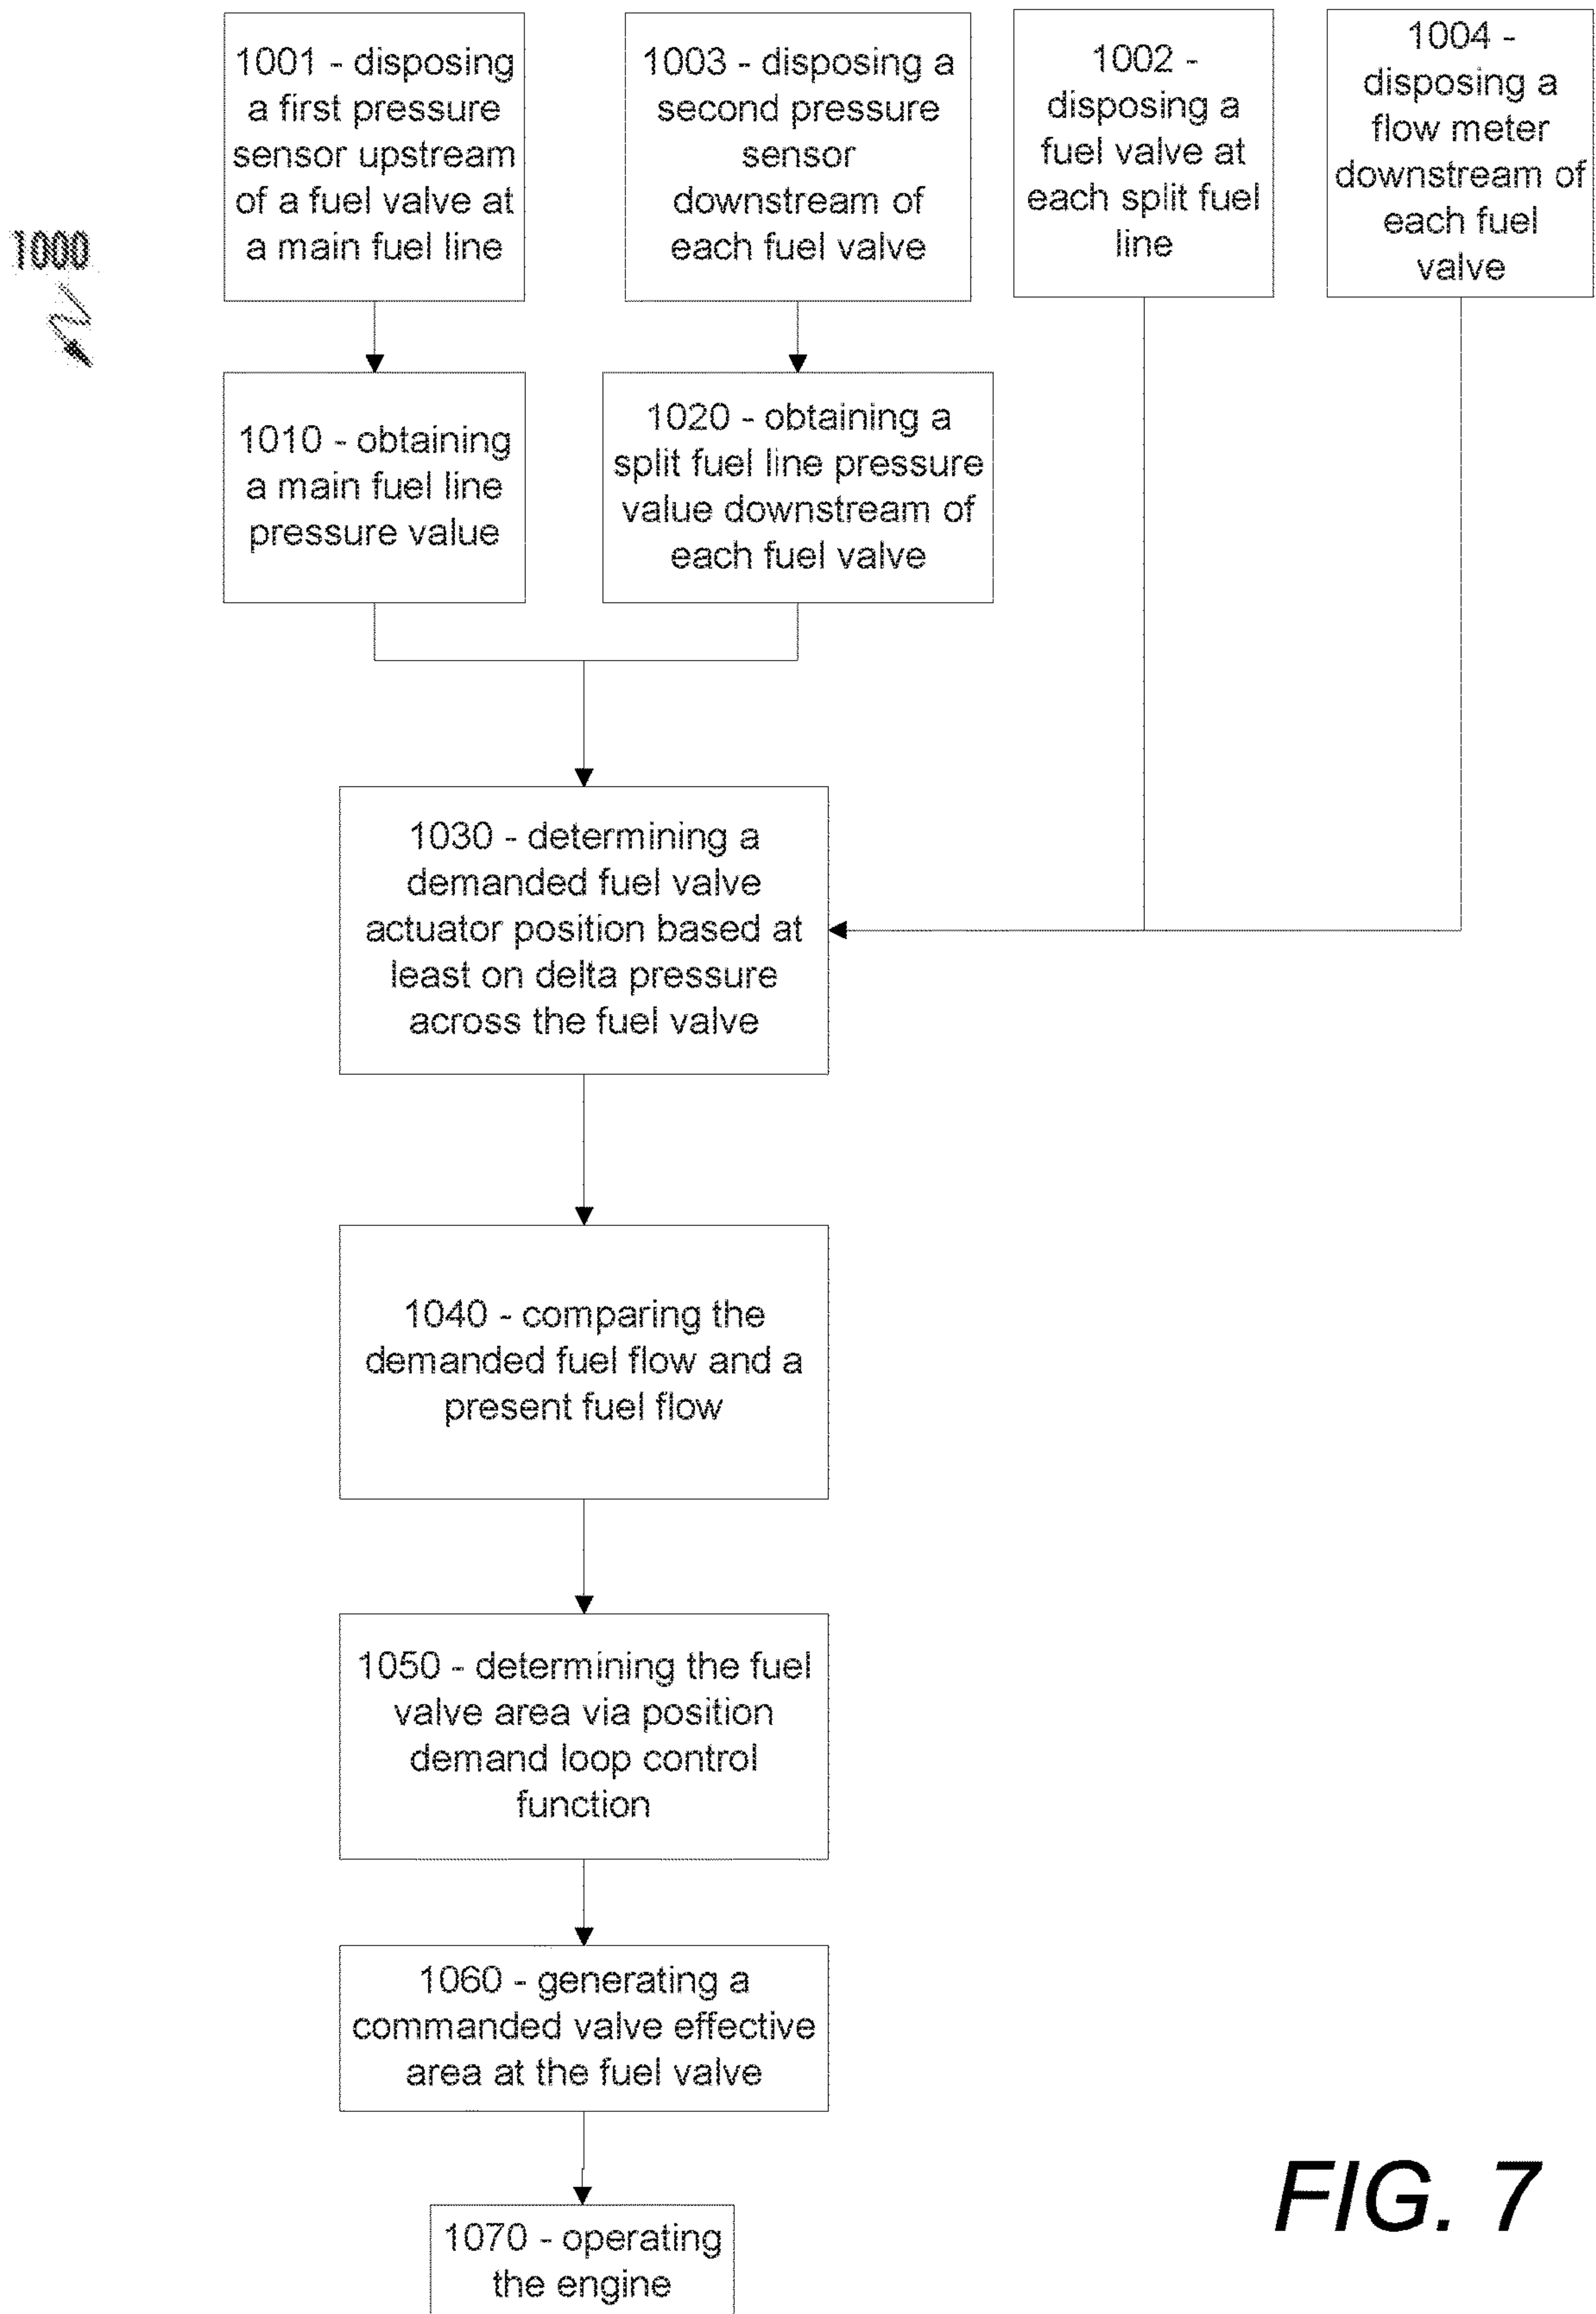 1000
1001 - disposing
a first pressure
sensor upstream
of a fuel valve at
a main fuel line
1003 - disposing a
second pressure
sensor
downstream of
each fuel valve
1002 -
disposing a
fuel valve at
each split fuel
line
1004 -
disposing a
flow meter
downstream of
each fuel
valve
1010 - obtaining
a main fuel line
pressure value
1020 - obtaining a
split fuel line pressure
value downstream of
each fuel valve
1030 - determining a
demanded fuel valve
actuator position based at
least on delta pressure
across the fuel valve
1040 - comparing the
demanded fuel flow and a
present fuel flow
1050 - determining the fuel
valve area via position
demand loop control
function
1060 - generating a
commanded valve effective
area at the fuel valve
1070 - operating
the engine
FIG. 7